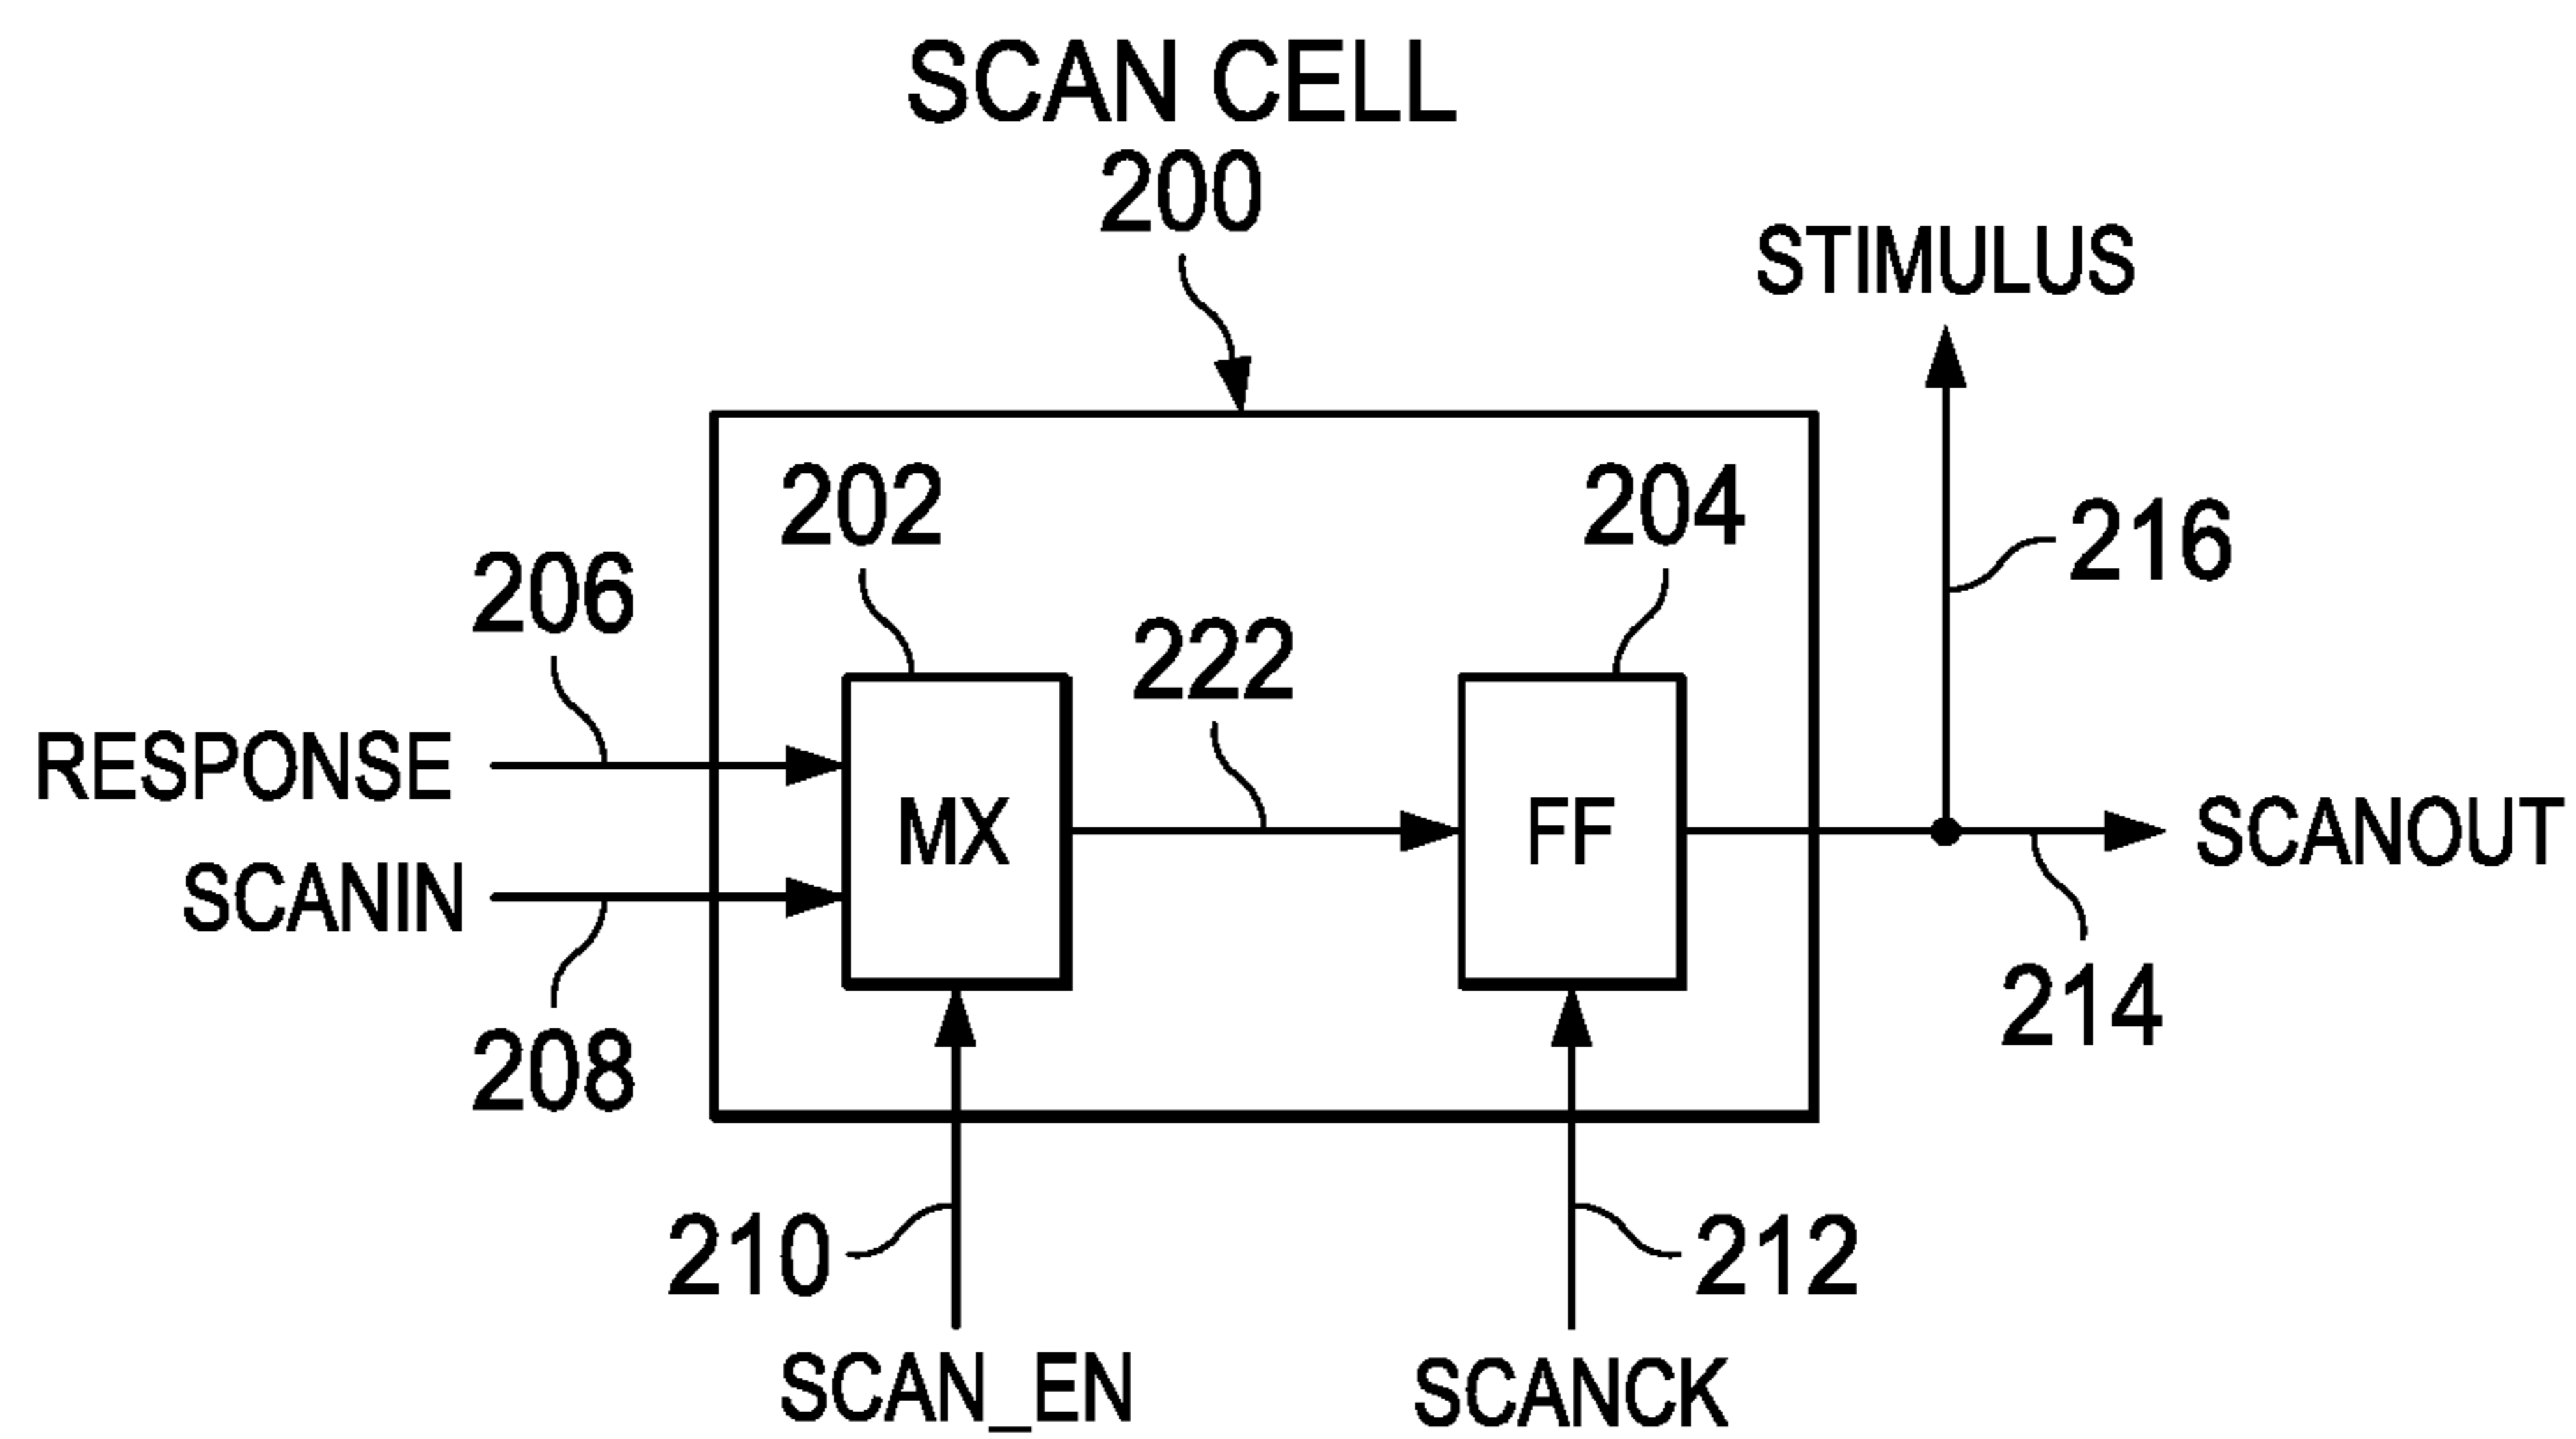 SCAN CELL
200
STIMULUS
202
204
216
206
222
RESPONSE
MX
FF
SCANOUT
SCANIN
208
214
210
212
SCAN_EN
SCANCK